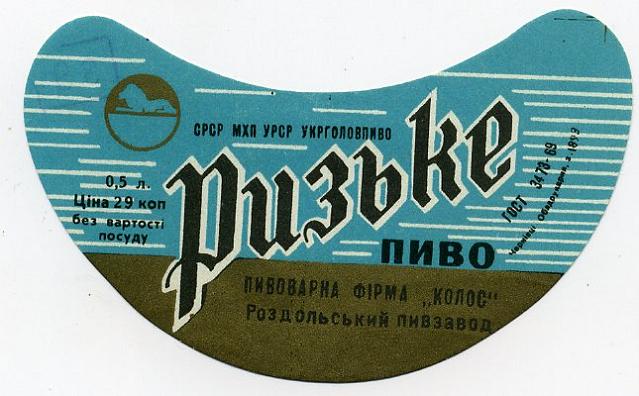 СРСР МХП УРСР УКРГОЛОВПИВО
Ризьке
ПИВО
0,5 л.
Ціна 29 коп
без вартості
посуду
ГОСТ 3478-69
ПИВОВАРНА ФІРМА „КОЛОС"
Роздольський пивзавод